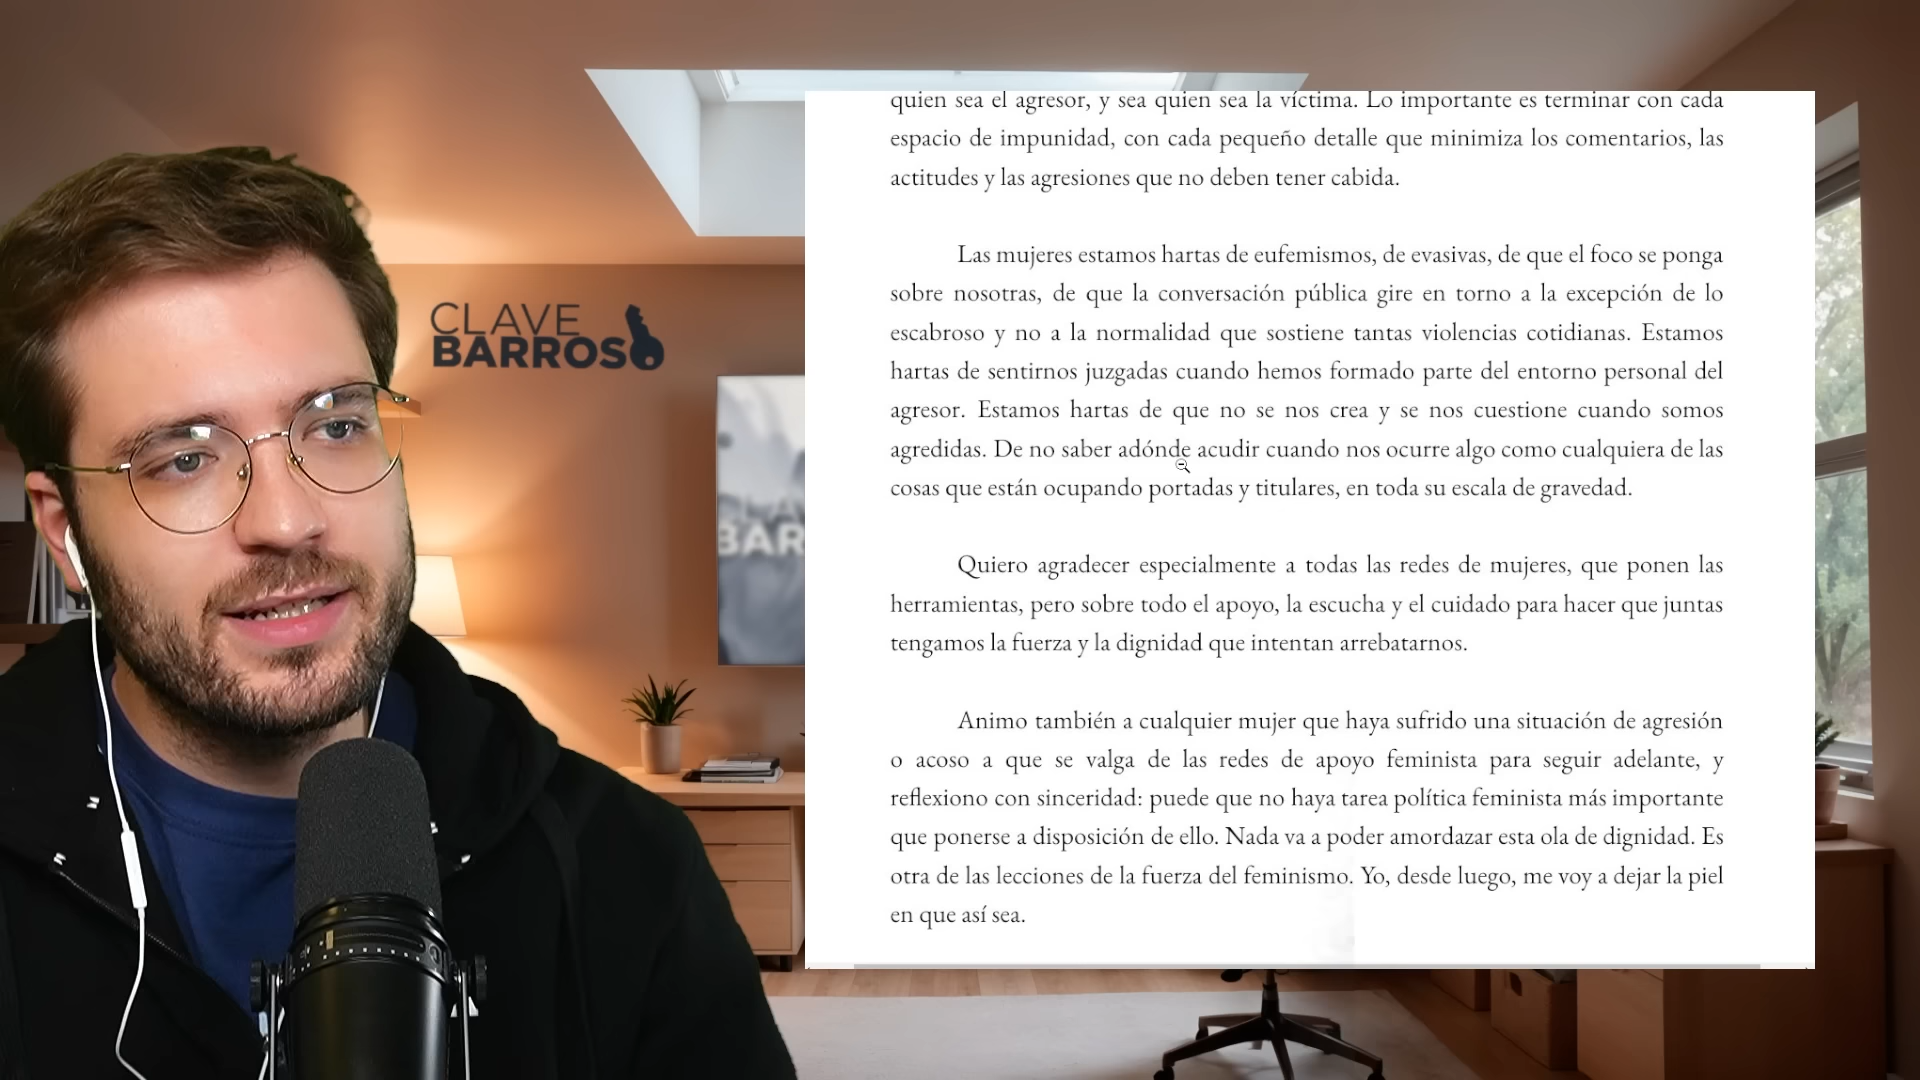 CLAVE
BARROSO
BAR
quien sea el agresor, y sea quien sea la víctima. Lo importante es terminar con cada
espacio de impunidad, con cada pequeño detalle que minimiza los comentarios, las
actitudes y las agresiones que no deben tener cabida.
Las mujeres estamos hartas de eufemismos, de evasivas, de que el foco se ponga
sobre nosotras, de que la conversación pública gire en torno a la excepción de lo
escabroso y no a la normalidad que sostiene tantas violencias cotidianas. Estamos
hartas de sentirnos juzgadas cuando hemos formado parte del entorno personal del
agresor. Estamos hartas de que no se nos crea y se nos cuestione cuando somos
agredidas. De no saber adónde acudir cuando nos ocurre algo como cualquiera de las
cosas que están ocupando portadas y titulares, en toda su escala de gravedad.
Quiero agradecer especialmente a todas las redes de mujeres, que ponen las
herramientas, pero sobre todo el apoyo, la escucha y el cuidado para hacer que juntas
tengamos la fuerza y la dignidad que intentan arrebatarnos.
Animo también a cualquier mujer que haya sufrido una situación de agresión
o acoso a que se valga de las redes de apoyo feminista para seguir adelante, y
reflexiono con sinceridad: puede que no haya tarea política feminista más importante
que ponerse a disposición de ello. Nada va a poder amordazar esta ola de dignidad. Es
otra de las lecciones de la fuerza del feminismo. Yo, desde luego, me voy a dejar la piel
en que así sea.